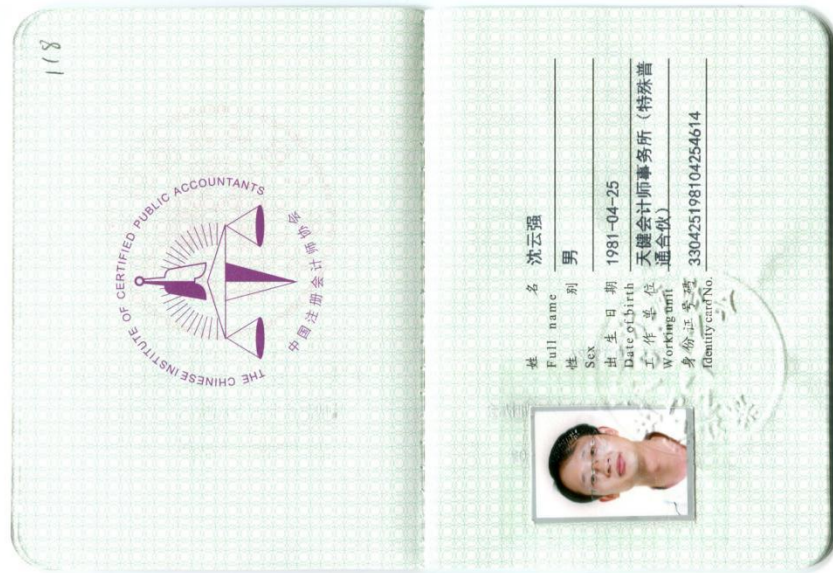 118
THE CHINESE INSTITUTE OF CERTIFIED PUBLIC ACCOUNTANTS
中国注册会计师协会
姓名 沈云强
Full name
性别 男
Sex
出生日期 1981-04-25
Date of birth
工作单位 天健会计师事务所（特殊普
Working unit 通合伙）
身份证号码 330425198104254614
Identity card No.